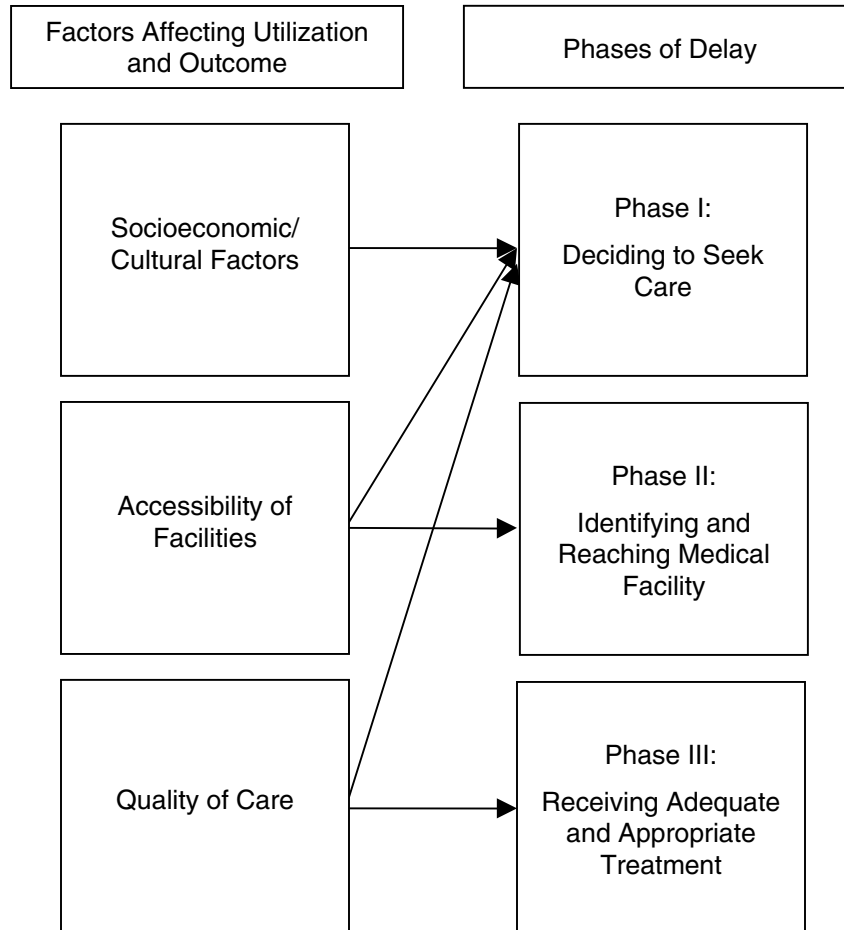 Factors Affecting Utilization
and Outcome
Phases of Delay
Socioeconomic/
Cultural Factors
Phase I:
Deciding to Seek
Care
Accessibility of
Facilities
Phase II:
Identifying and
Reaching Medical
Facility
Quality of Care
Phase III:
Receiving Adequate
and Appropriate
Treatment